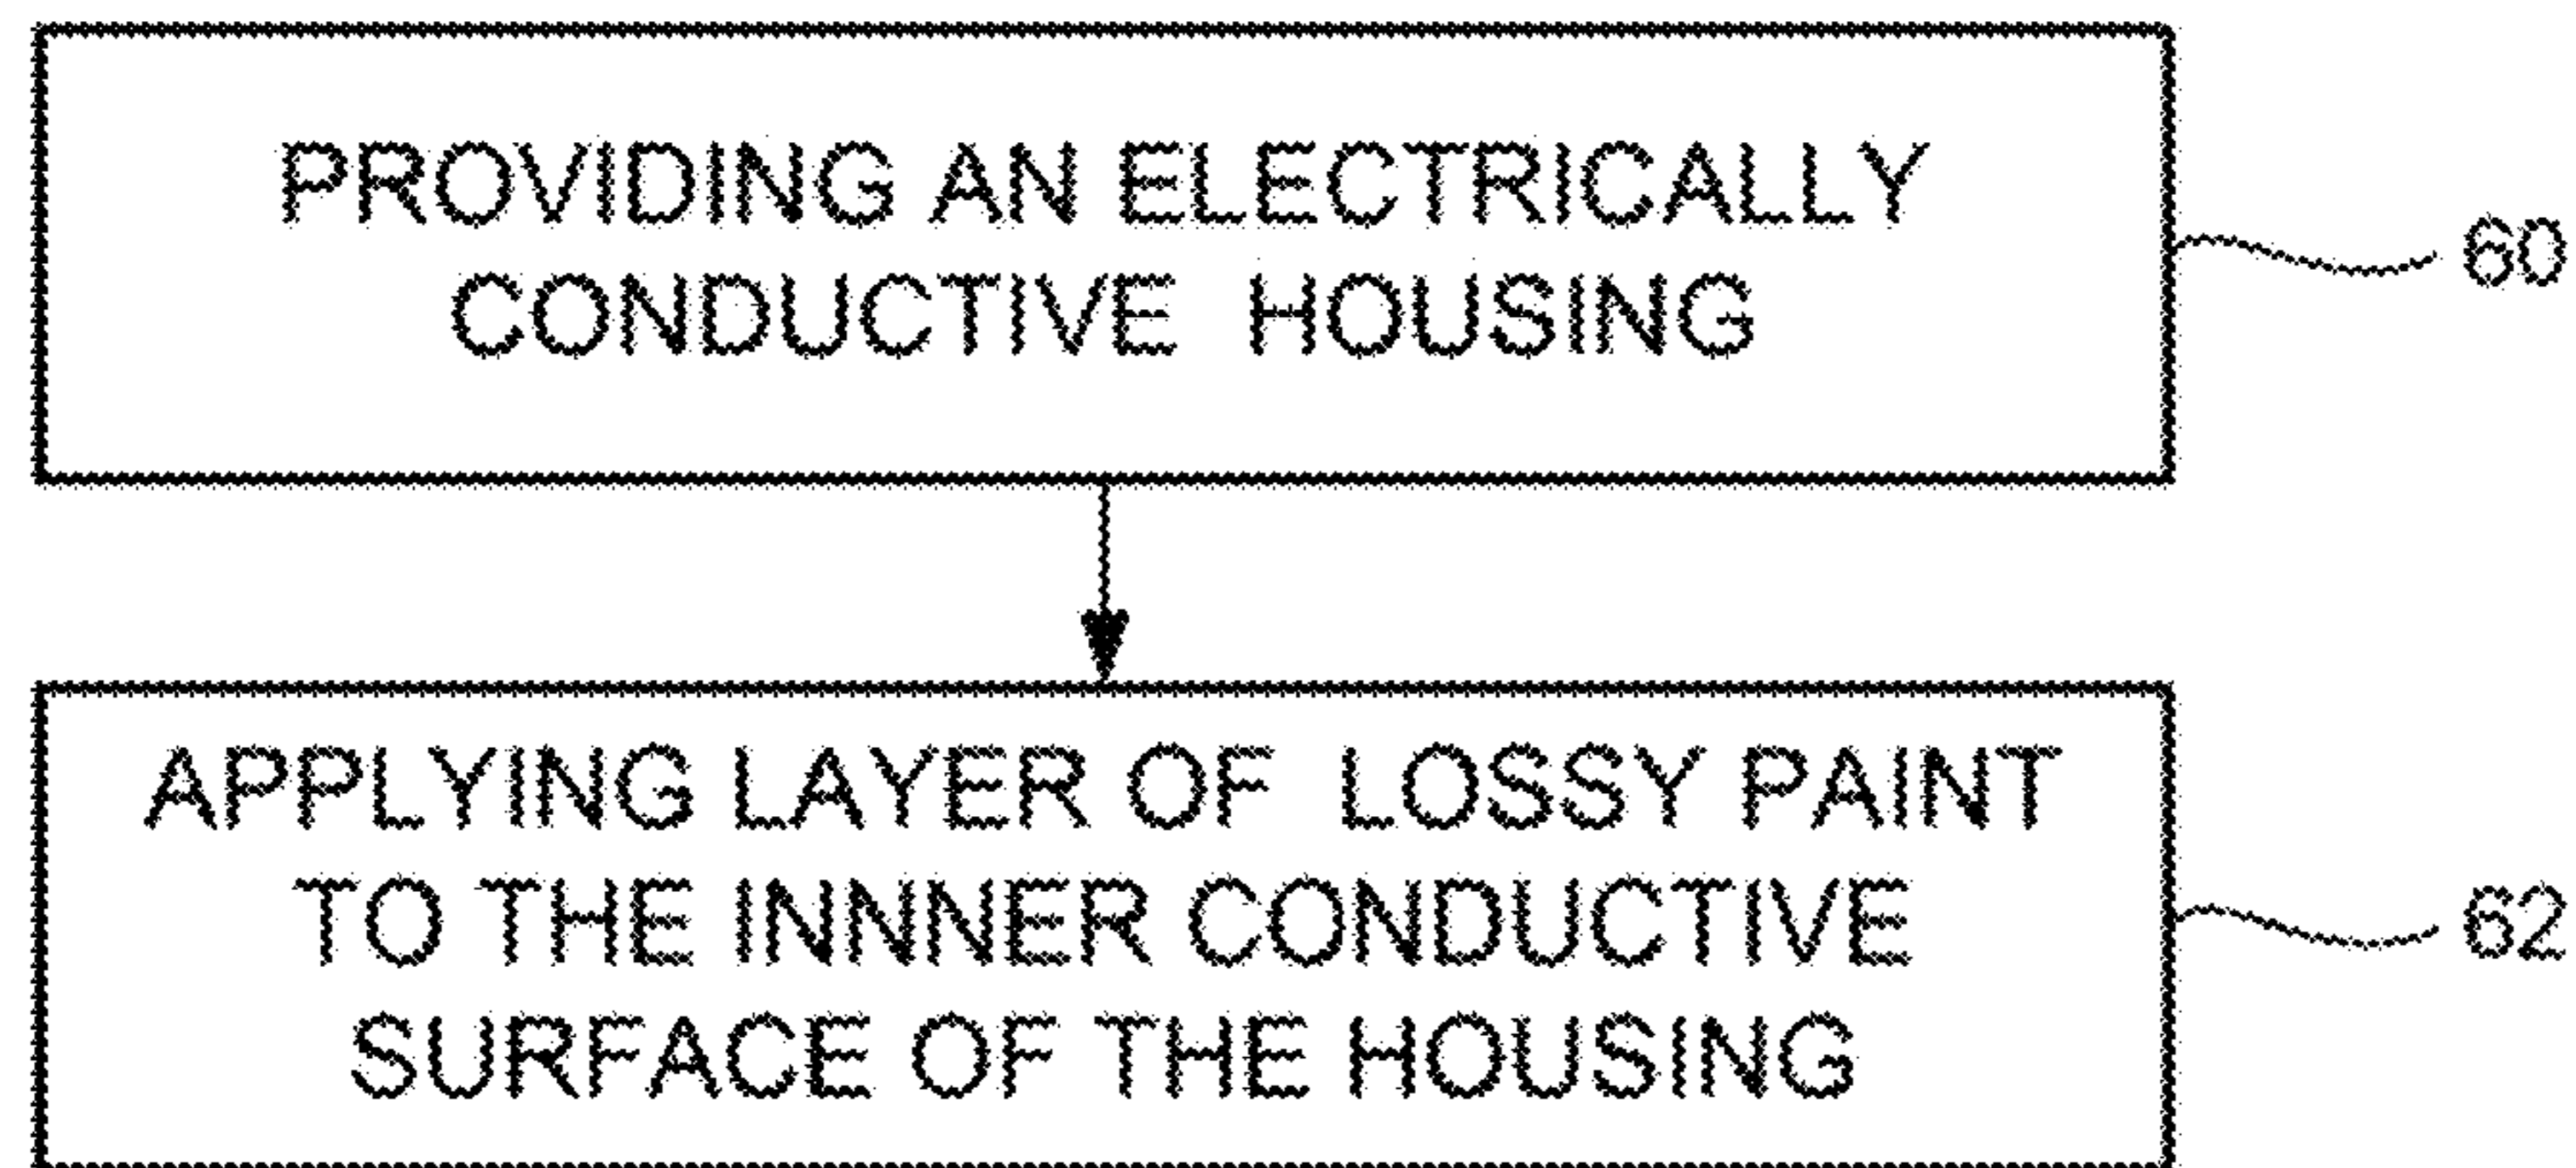 PROVIDING AN ELECTRICALLY
CONDUCTIVE HOUSING
60
APPLYING LAYER OF LOSSY PAINT
TO THE INNNER CONDUCTIVE
SURFACE OF THE HOUSING
62